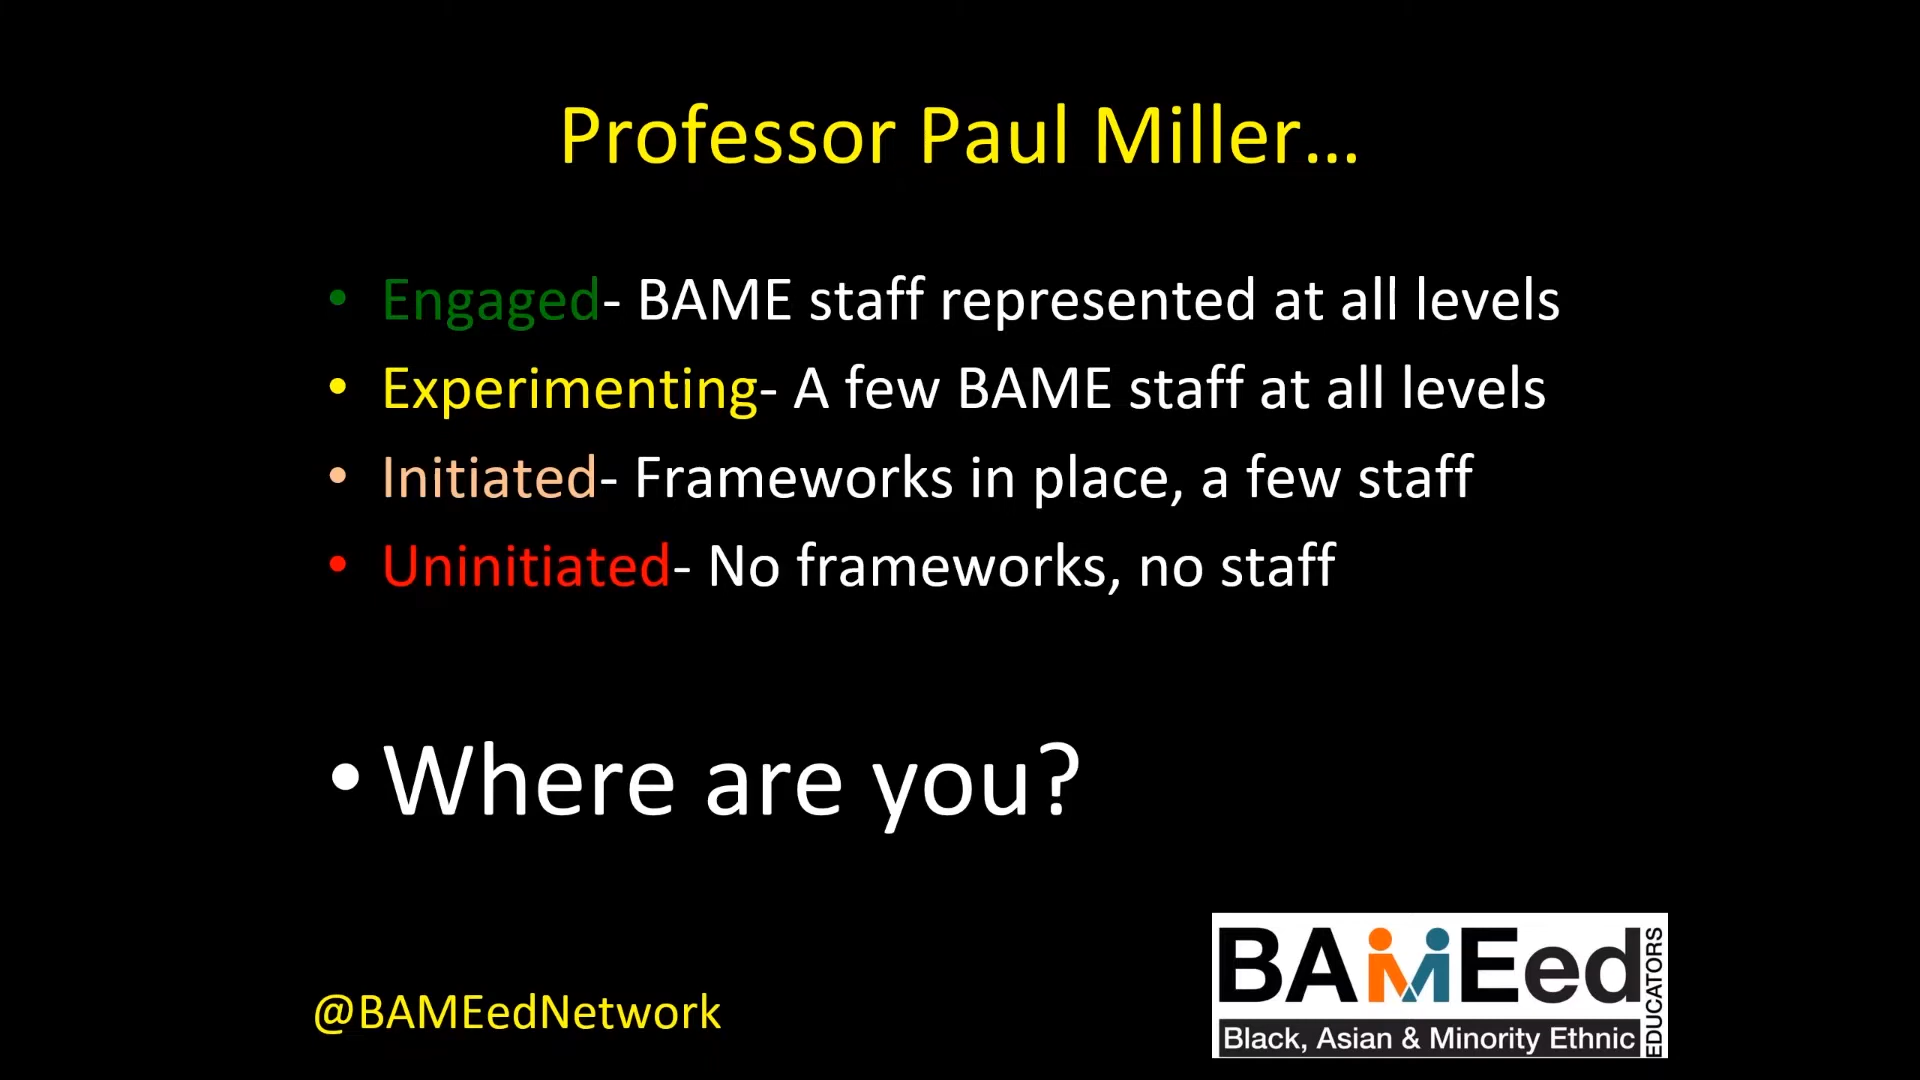 Professor Paul Miller...
• Engaged- BAME staff represented at all levels
• Experimenting- A few BAME staff at all levels
• Initiated- Frameworks in place, a few staff
• Uninitiated- No frameworks, no staff
• Where are you?
@BAMEedNetwork
BAMEed
EDUCATORS
Black, Asian & Minority Ethnic